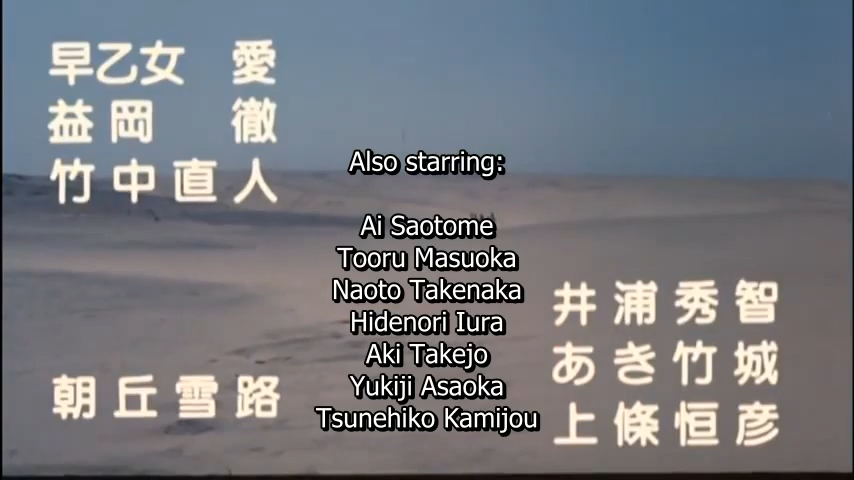 早乙女 愛
益岡 徹
竹中直人
Also starring:
Ai Saotome
Tooru Masuoka
Naoto Takenaka
Hidenori Iura
Aki Takejo
Yukiji Asaoka
Tsunehiko Kamijou
井浦秀智
あき竹城
上條恒彦
朝丘雪路